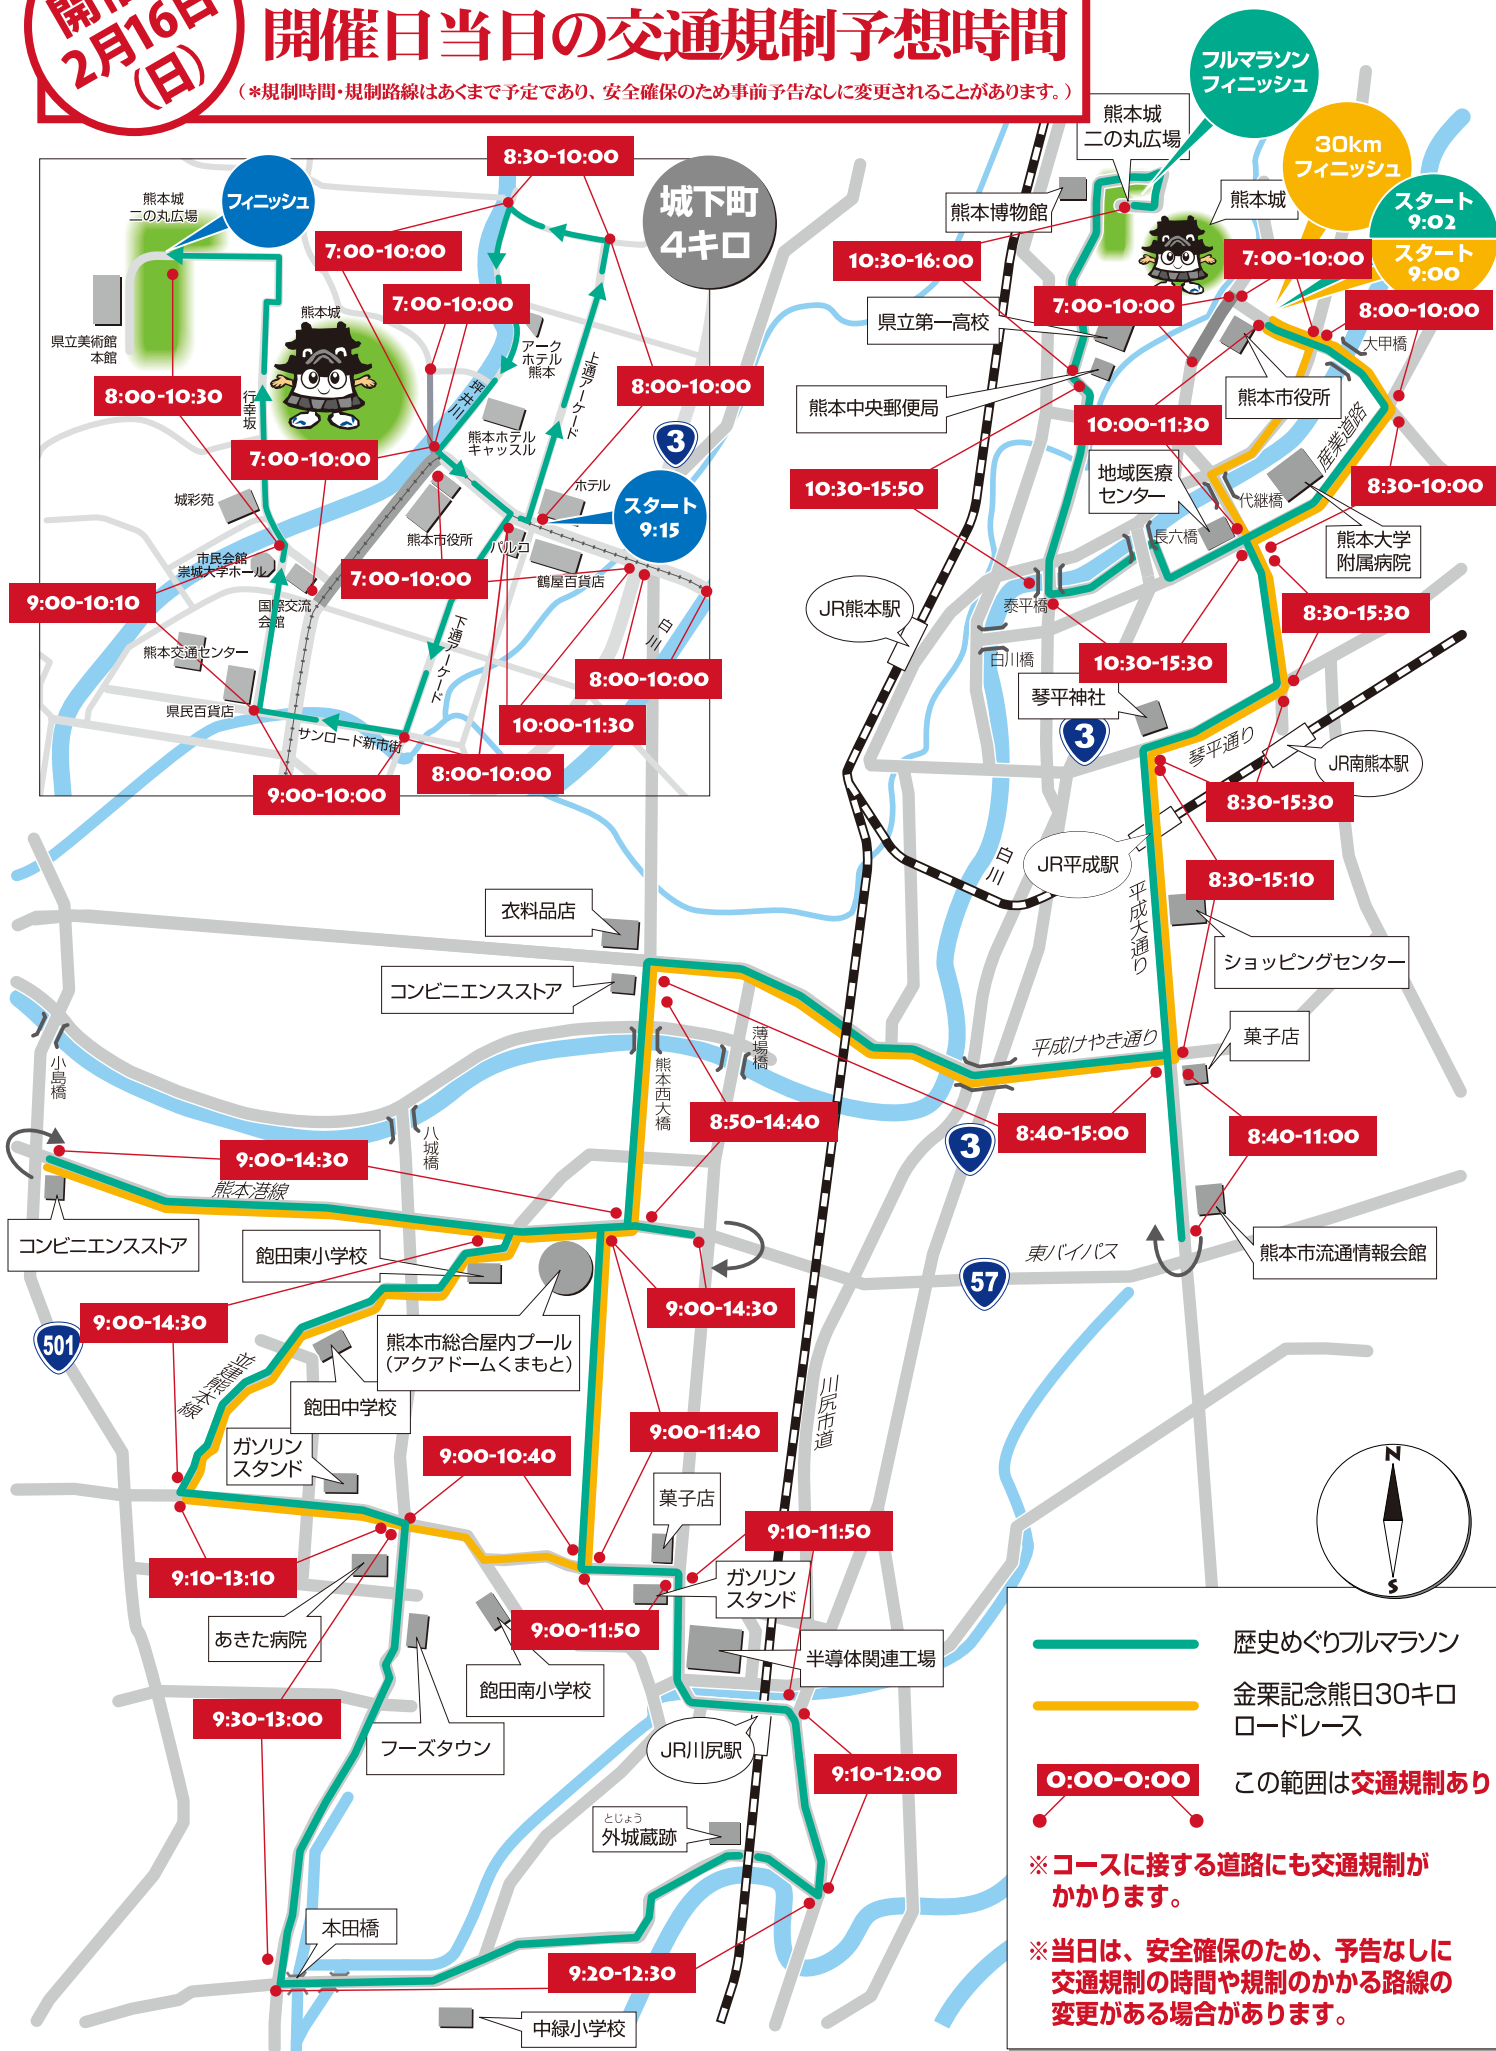 開催日
2月16日
(日)
開催日当日の交通規制予想時間
(＊規制時間・規制路線はあくまで予定であり、安全確保のため事前予告なしに変更されることがあります。)
城下町
4キロ
8:30-10:00
フィニッシュ
熊本城
二の丸広場
7:00-10:00
7:00-10:00
熊本城
県立美術館
本館
アーク
ホテル
熊本
上通アーケード
坪井川
8:00-10:30
行幸坂
8:00-10:00
熊本ホテル
キャッスル
3
7:00-10:00
城彩苑
ホテル
スタート
9:15
熊本市役所
パルコ
鶴屋百貨店
市民会館
崇城大学ホール
7:00-10:00
9:00-10:10
国際交流
会館
下通アーケード
白川
熊本交通センター
8:00-10:00
県民百貨店
10:00-11:30
サンロード新市街
8:00-10:00
9:00-10:00
フルマラソン
フィニッシュ
熊本城
二の丸広場
30km
フィニッシュ
スタート
9:02
スタート
9:00
熊本博物館
熊本城
10:30-16:00
7:00-10:00
7:00-10:00
8:00-10:00
県立第一高校
大甲橋
熊本中央郵便局
熊本市役所
10:00-11:30
産業道路
地域医療
センター
10:30-15:50
8:30-10:00
代継橋
長六橋
熊本大学
附属病院
JR熊本駅
泰平橋
8:30-15:30
白川橋
10:30-15:30
琴平神社
3
琴平通り
JR南熊本駅
8:30-15:30
白川
JR平成駅
8:30-15:10
平成大通り
ショッピングセンター
衣料品店
コンビニエンスストア
薄場橋
平成けやき通り
菓子店
小島橋
熊本西大橋
8:50-14:40
8:40-15:00
8:40-11:00
八城橋
3
9:00-14:30
熊本港線
コンビニエンスストア
飽田東小学校
東バイパス
熊本市流通情報会館
57
9:00-14:30
9:00-14:30
501
熊本市総合屋内プール
(アクアドームくまもと)
並建熊本線
飽田中学校
川尻市道
ガソリン
スタンド
9:00-10:40
9:00-11:40
菓子店
9:10-11:50
N
S
9:10-13:10
ガソリン
スタンド
あきた病院
9:00-11:50
半導体関連工場
飽田南小学校
9:30-13:00
フーズタウン
JR川尻駅
9:10-12:00
とじょう
外城蔵跡
本田橋
9:20-12:30
中緑小学校
歴史めぐりフルマラソン
金栗記念熊日30キロ
ロードレース
0:00-0:00
この範囲は交通規制あり
※コースに接する道路にも交通規制が
かかります。
※当日は、安全確保のため、予告なしに
交通規制の時間や規制のかかる路線の
変更がある場合があります。